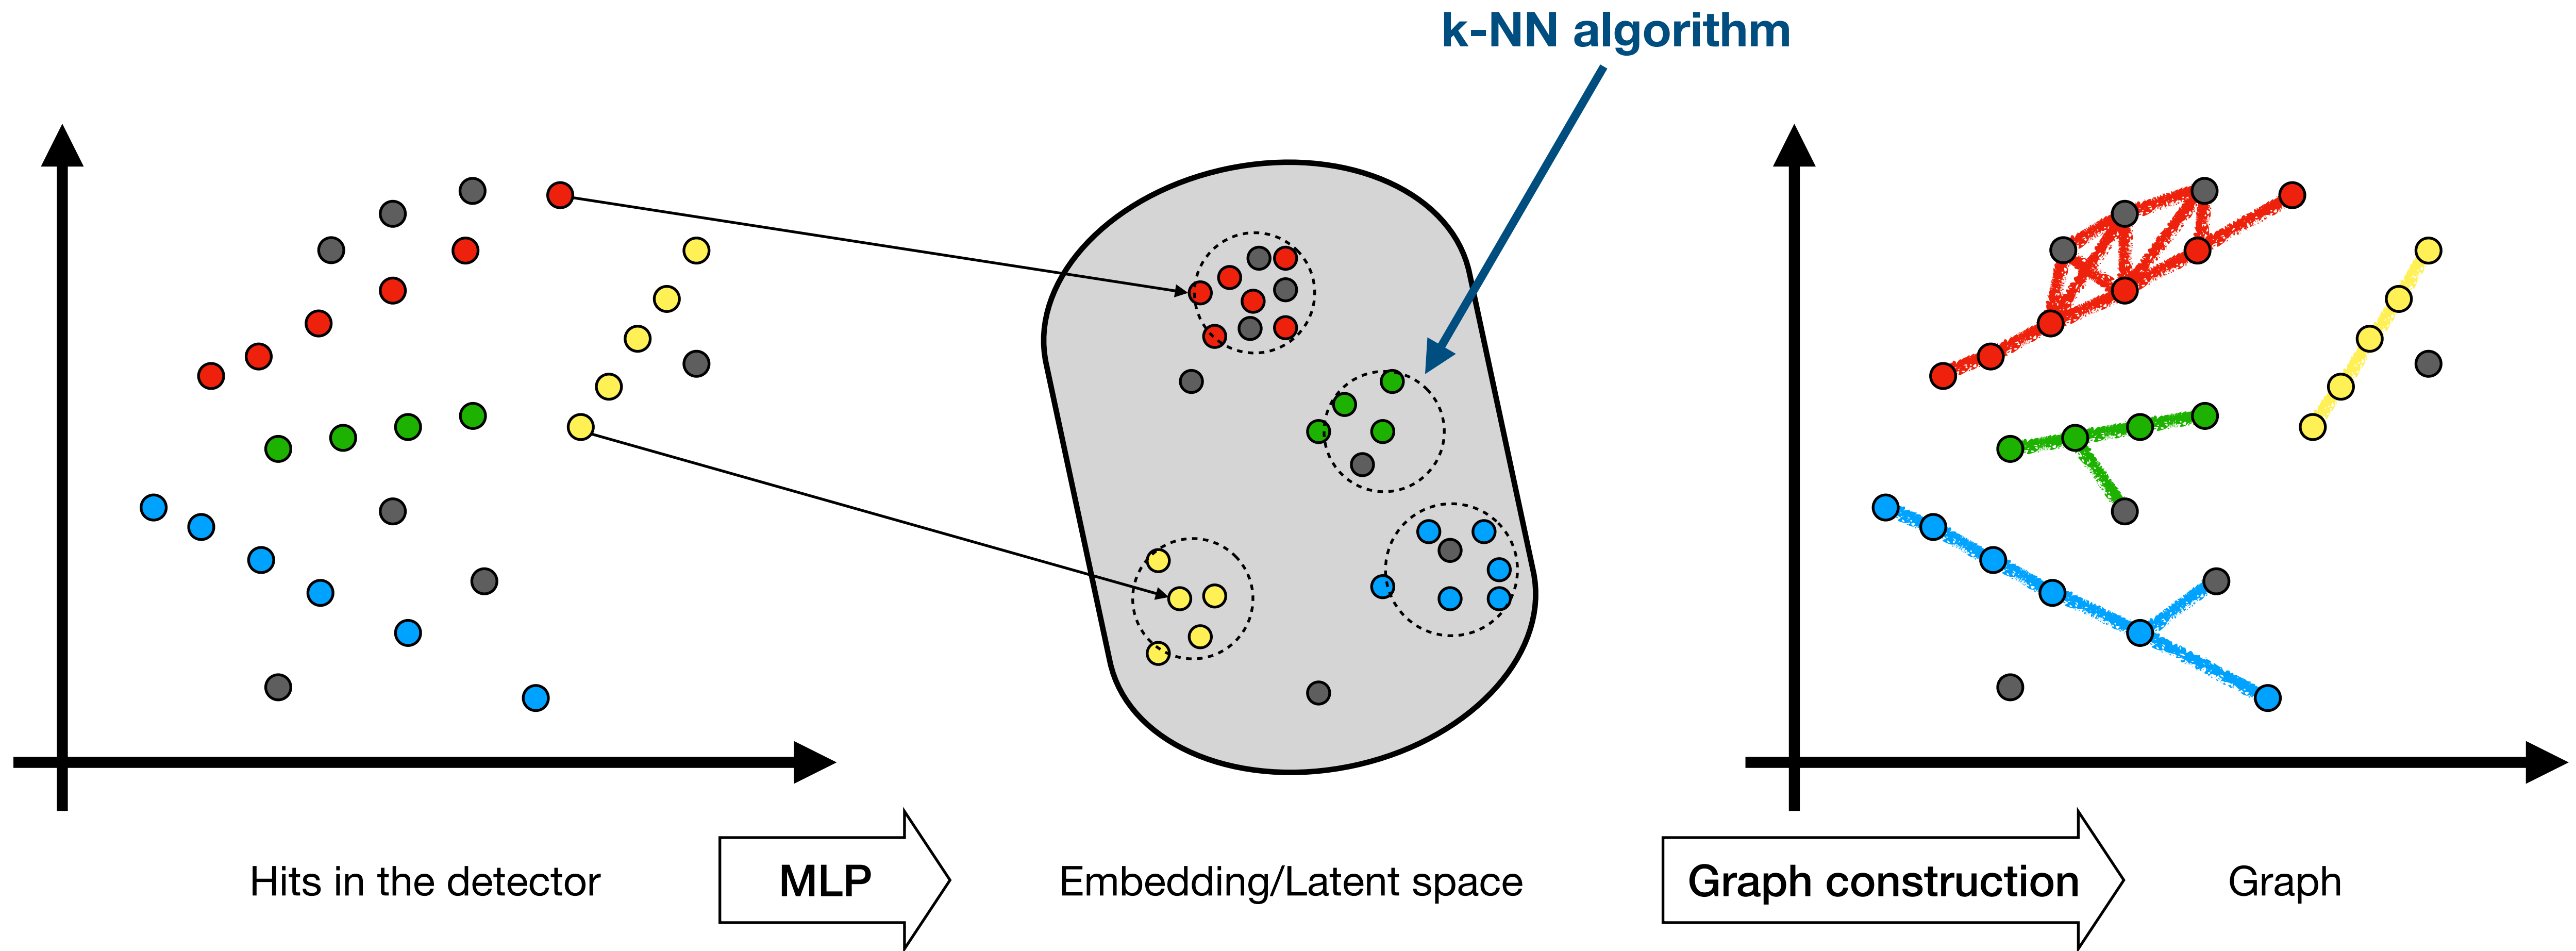 k-NN algorithm
Hits in the detector
MLP
Embedding/Latent space
Graph construction
Graph